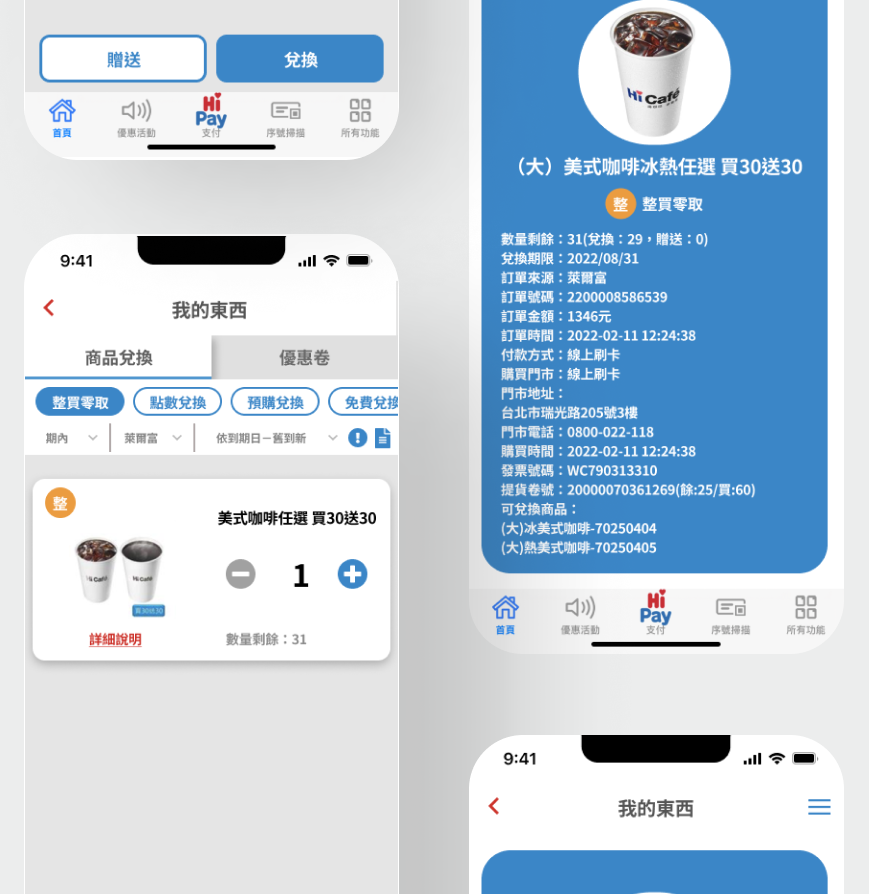 贈送
兌換
首頁
優惠活動
Hi Pay
支付
序號掃描
所有功能
9:41
我的東西
商品兌換
優惠卷
整買零取
點數兌換
預購兌換
免費兌換
期內
萊爾富
依到期日－舊到新
整
美式咖啡任選 買30送30
Hi Café
Hi Café
買30送30
1
詳細說明
數量剩餘：31
Hi Café
（大）美式咖啡冰熱任選 買30送30
整
整買零取
數量剩餘：31(兌換：29，贈送：0)
兌換期限：2022/08/31
訂單來源：萊爾富
訂單號碼：2200008586539
訂單金額：1346元
訂單時間：2022-02-11 12:24:38
付款方式：線上刷卡
購買門市：線上刷卡
門市地址：
台北市瑞光路205號3樓
門市電話：0800-022-118
購買時間：2022-02-11 12:24:38
發票號碼：WC790313310
提貨卷號：20000070361269(餘:25/買:60)
可兌換商品：
(大)冰美式咖啡-70250404
(大)熱美式咖啡-70250405
首頁
優惠活動
Hi Pay
支付
序號掃描
所有功能
9:41
我的東西